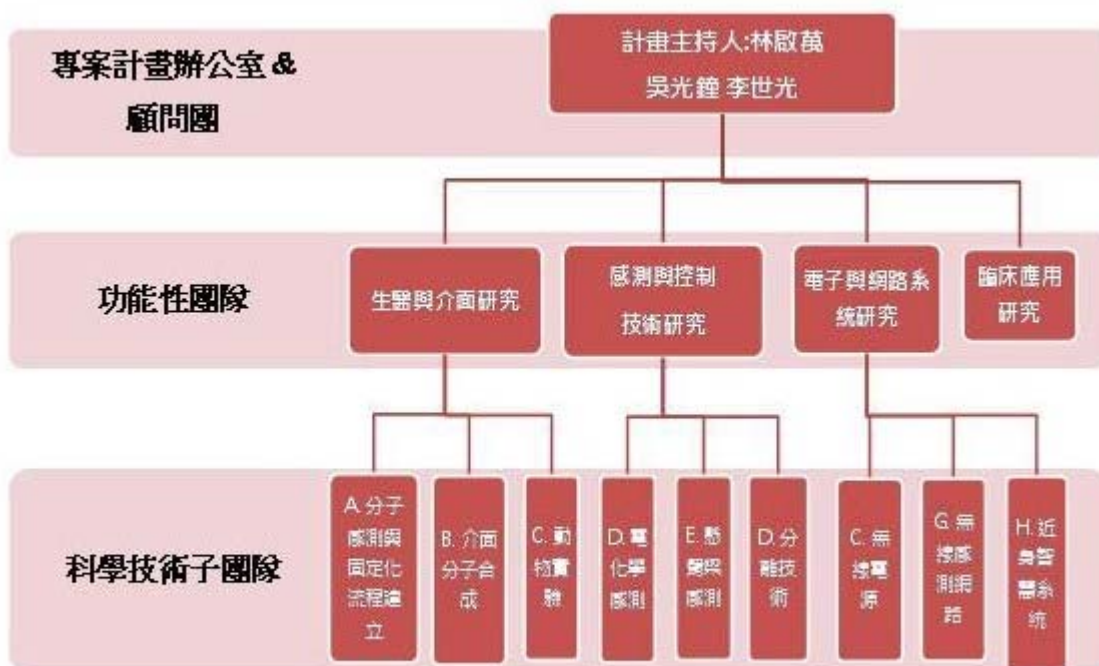 專案計畫辦公室 &
顧問團
計畫主持人:林啟萬
吳光鐘 李世光
功能性團隊
生醫與介面研究
感測與控制
技術研究
電子與網路系
統研究
臨床應用
研究
科學技術子團隊
A. 分子
感測與
固定化
流程建
立
B. 介面
分子合
成
C. 動
物實
驗
D. 電
化學
感測
E. 懸
臂樑
感測
D. 分
離技
術
C. 無
線電
源
G. 無
線感
測網
路
H. 近
身智
慧系
統